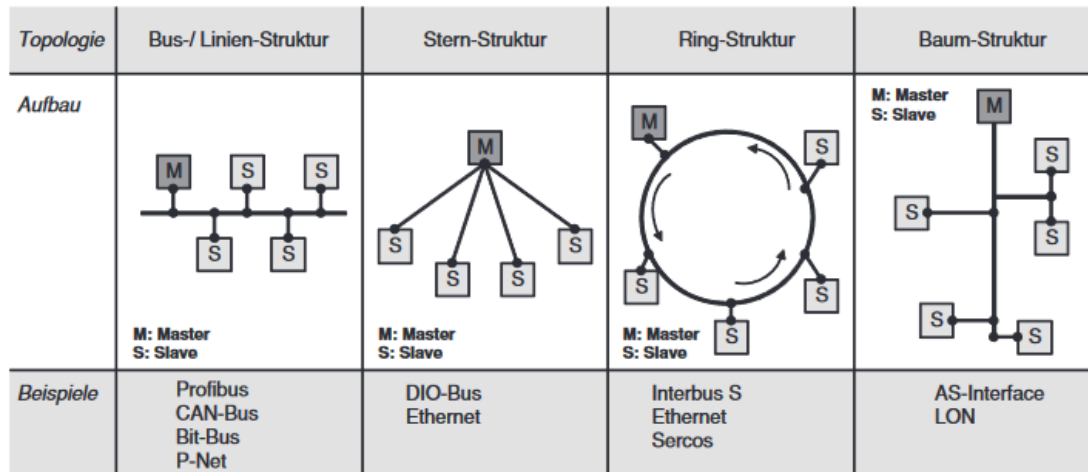 Topologie
Bus-/ Linien-Struktur
Stern-Struktur
Ring-Struktur
Baum-Struktur
Aufbau
M
S
S
S
S
M: Master
S: Slave
M
S
S
S
S
M: Master
S: Slave
M
S
S
S
S
M: Master
S: Slave
M: Master
S: Slave
M
S
S
S
S
S
Beispiele
Profibus
CAN-Bus
Bit-Bus
P-Net
DIO-Bus
Ethernet
Interbus S
Ethernet
Sercos
AS-Interface
LON